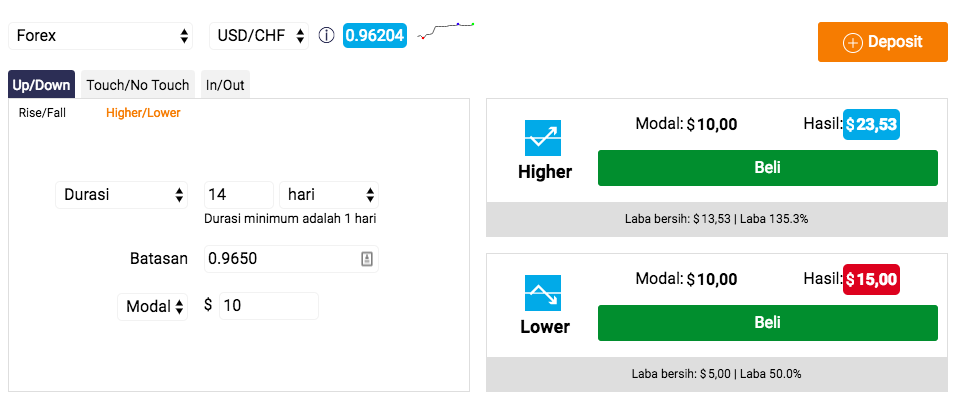 Forex USD/CHF 0.96204
Deposit
Up/Down Touch/No Touch In/Out
Rise/Fall Higher/Lower
Durasi 14 hari
Durasi minimum adalah 1 hari
Batasan 0.9650
Modal $ 10
Modal: $10,00 Hasil: $23,53
Higher
Beli
Laba bersih: $13,53 | Laba 135.3%
Modal: $10,00 Hasil: $15,00
Lower
Beli
Laba bersih: $5,00 | Laba 50.0%